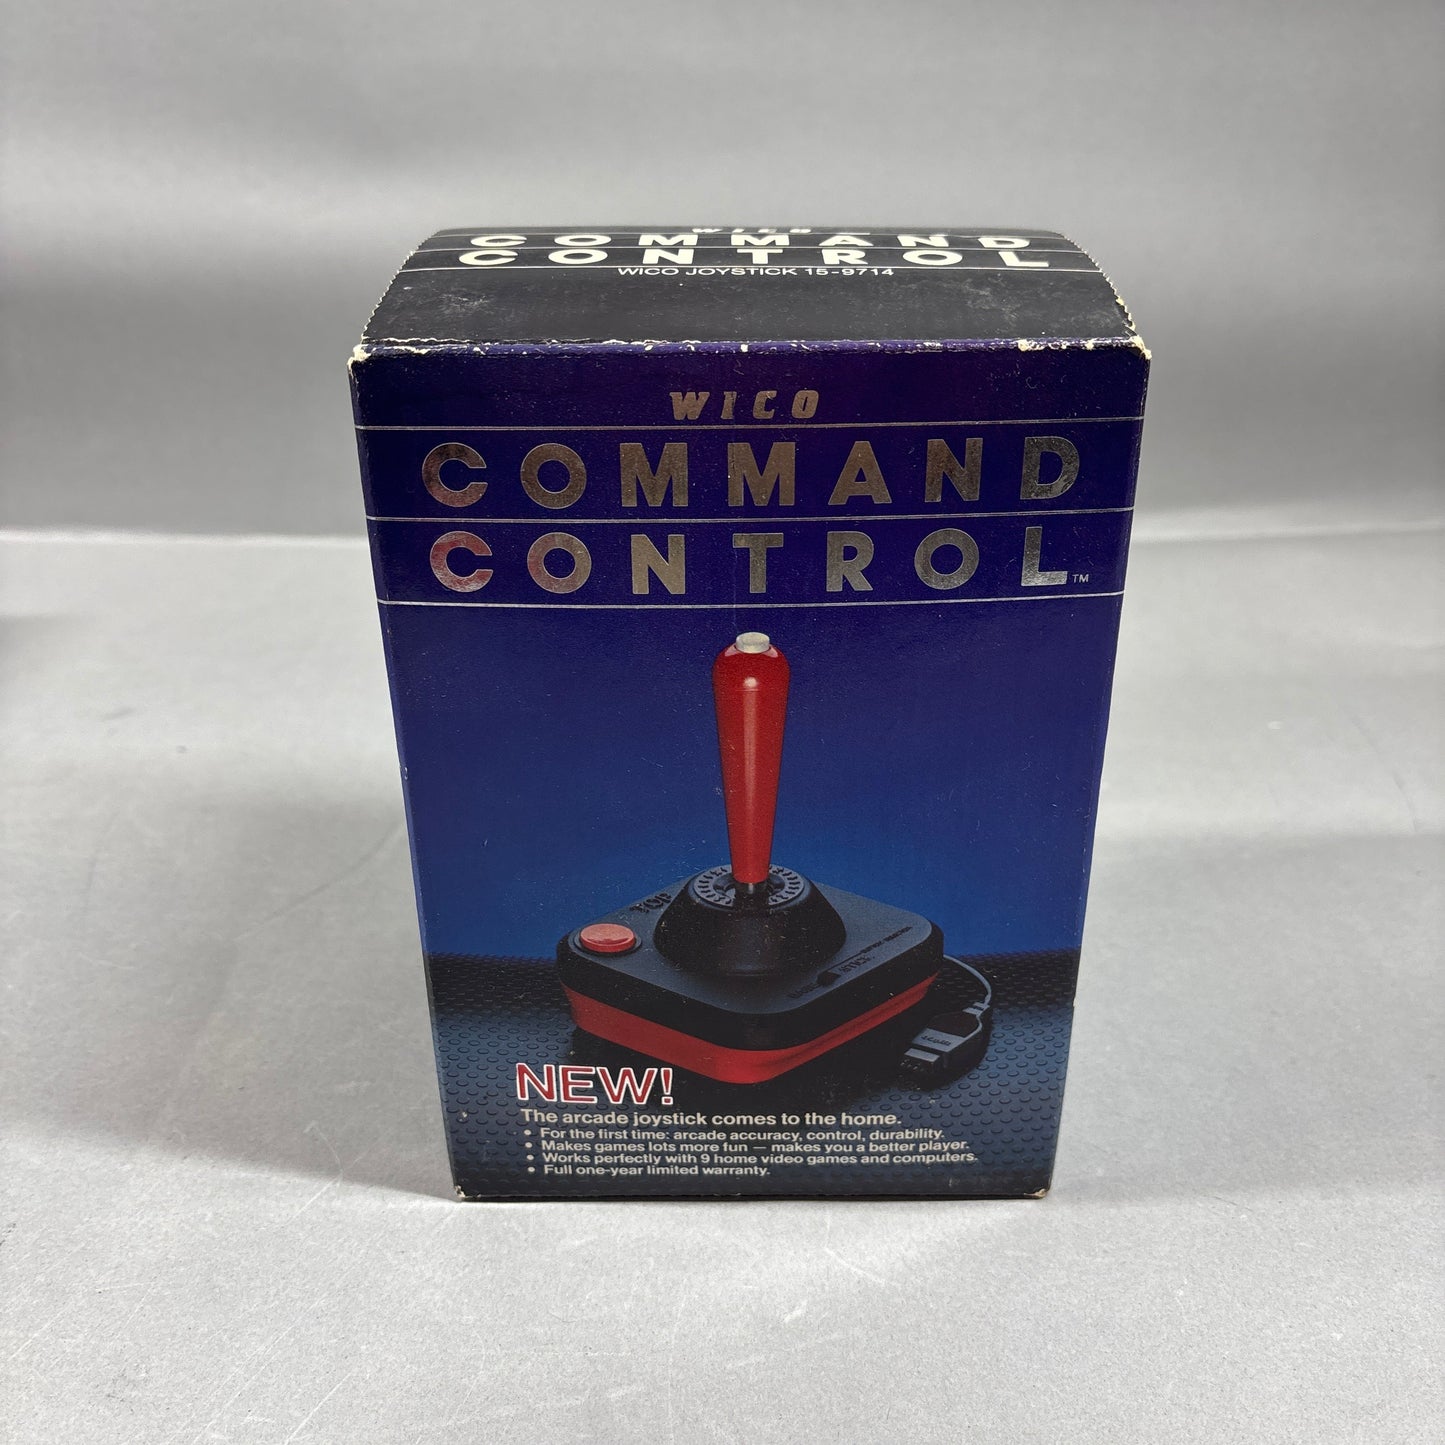 COMMAND
CONTROL
WICO JOYSTICK 15-9714
WICO
COMMAND
CONTROL™
TOP
NEW!
The arcade joystick comes to the home.
• For the first time: arcade accuracy, control, durability.
• Makes games lots more fun — makes you a better player.
• Works perfectly with 9 home video games and computers.
• Full one-year limited warranty.